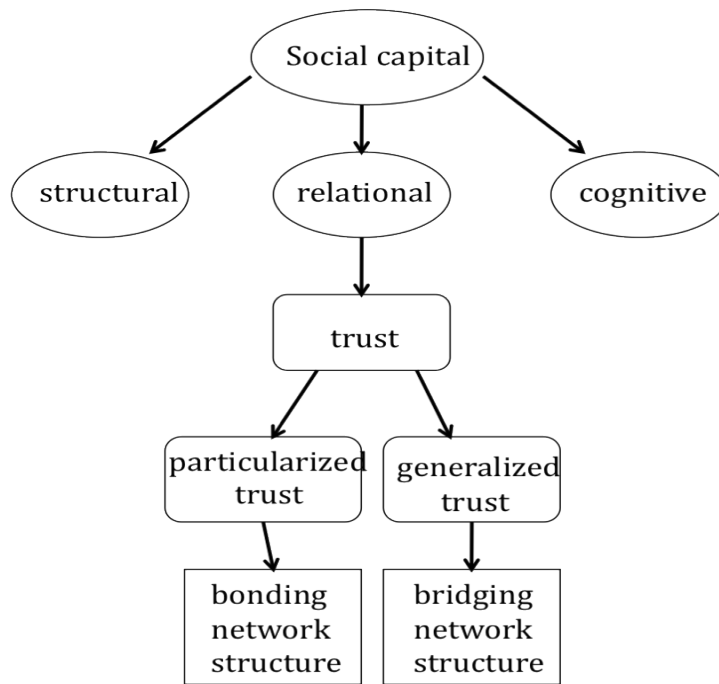 Social capital
structural
relational
cognitive
trust
particularized
trust
generalized
trust
bonding
network
structure
bridging
network
structure